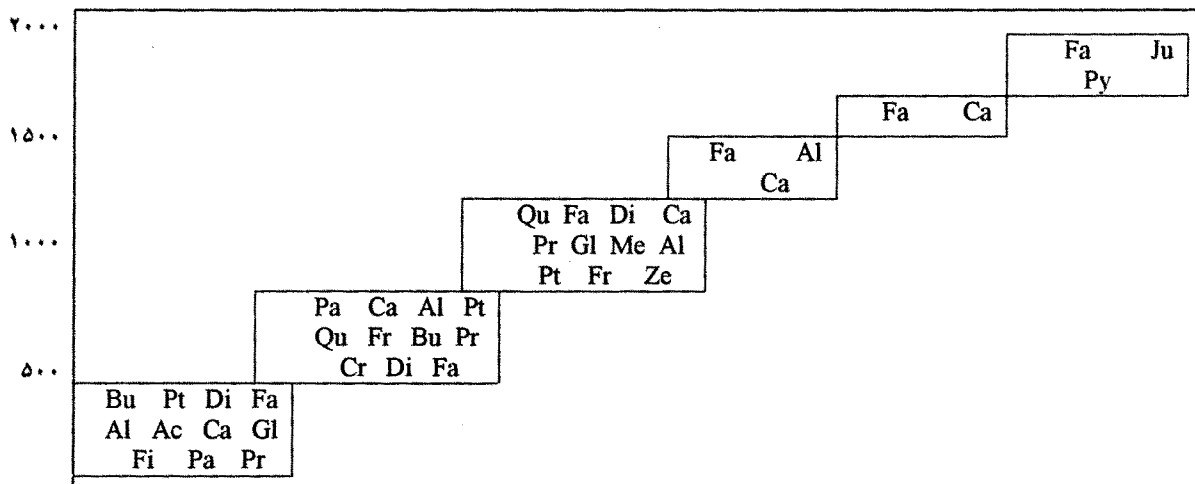 ۲۰۰۰
Fa Ju
Py
Fa Ca
۱۵۰۰
Fa Al
Ca
Qu Fa Di Ca
۱۰۰۰
Pr Gl Me Al
Pt Fr Ze
Pa Ca Al Pt
Qu Fr Bu Pr
Cr Di Fa
۵۰۰
Bu Pt Di Fa
Al Ac Ca Gl
Fi Pa Pr